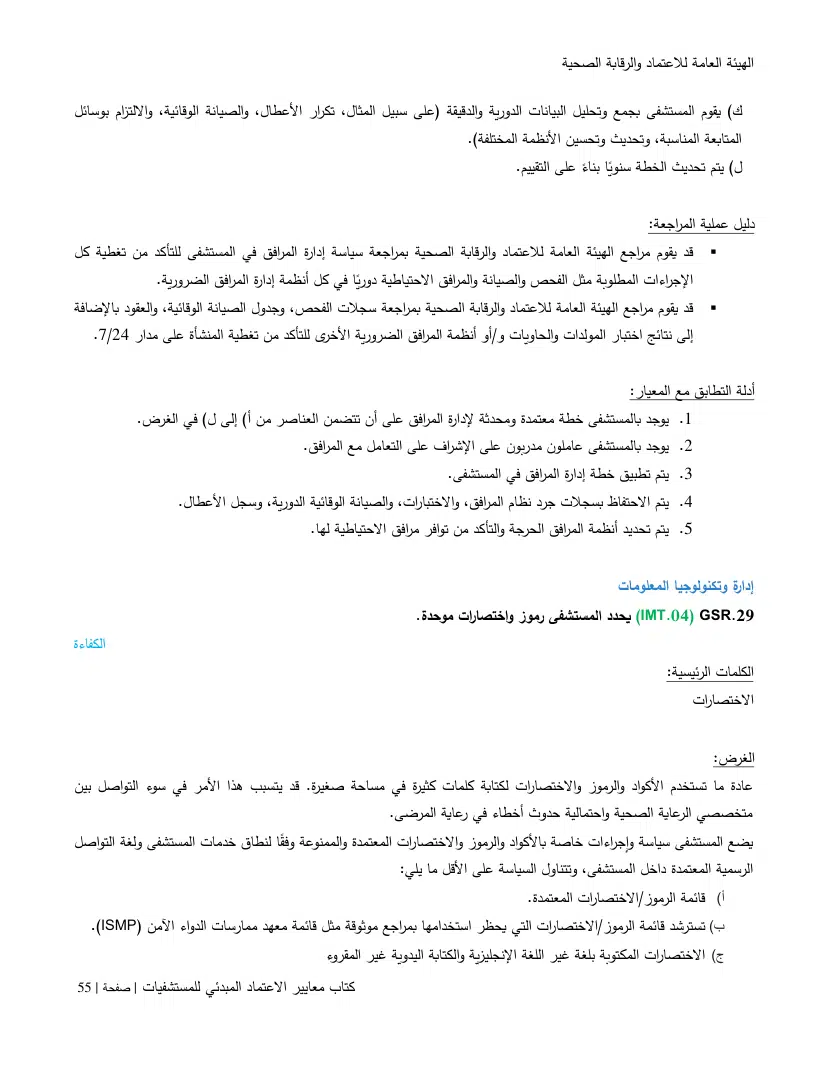 الهيئة العامة للاعتماد والرقابة الصحية
ك) يقوم المستشفى بجمع وتحليل البيانات الدورية والدقيقة (على سبيل المثال، تكرار الأعطال، والصيانة الوقائية، والالتزام بوسائل
المتابعة المناسبة، وتحديث وتحسين الأنظمة المختلفة).
ل) يتم تحديث الخطة سنويًا بناءً على التقييم.
دليل عملية المراجعة:
▪ قد يقوم مراجع الهيئة العامة للاعتماد والرقابة الصحية بمراجعة سياسة إدارة المرافق في المستشفى للتأكد من تغطية كل
الإجراءات المطلوبة مثل الفحص والصيانة والمرافق الاحتياطية دوريًا في كل أنظمة إدارة المرافق الضرورية.
▪ قد يقوم مراجع الهيئة العامة للاعتماد والرقابة الصحية بمراجعة سجلات الفحص، وجدول الصيانة الوقائية، والعقود بالإضافة
إلى نتائج اختبار المولدات والحاويات و/أو أنظمة المرافق الضرورية الأخرى للتأكد من تغطية المنشأة على مدار 7/24.
أدلة التطابق مع المعيار:
1. يوجد بالمستشفى خطة معتمدة ومحدثة لإدارة المرافق على أن تتضمن العناصر من أ) إلى ل) في الغرض.
2. يوجد بالمستشفى عاملون مدربون على الإشراف على التعامل مع المرافق.
3. يتم تطبيق خطة إدارة المرافق في المستشفى.
4. يتم الاحتفاظ بسجلات جرد نظام المرافق، والاختبارات، والصيانة الوقائية الدورية، وسجل الأعطال.
5. يتم تحديد أنظمة المرافق الحرجة والتأكد من توافر مرافق الاحتياطية لها.
إدارة وتكنولوجيا المعلومات
GSR.29 (IMT.04) يحدد المستشفى رموز واختصارات موحدة.
الكفاءة
الكلمات الرئيسية:
الاختصارات
الغرض:
عادة ما تستخدم الأكواد والرموز والاختصارات لكتابة كلمات كثيرة في مساحة صغيرة. قد يتسبب هذا الأمر في سوء التواصل بين
متخصصي الرعاية الصحية واحتمالية حدوث أخطاء في رعاية المرضى.
يضع المستشفى سياسة وإجراءات خاصة بالأكواد والرموز والاختصارات المعتمدة والممنوعة وفقًا لنطاق خدمات المستشفى ولغة التواصل
الرسمية المعتمدة داخل المستشفى، وتتناول السياسة على الأقل ما يلي:
أ) قائمة الرموز/الاختصارات المعتمدة.
ب) تسترشد قائمة الرموز/الاختصارات التي يحظر استخدامها بمراجع موثوقة مثل قائمة معهد ممارسات الدواء الآمن (ISMP).
ج) الاختصارات المكتوبة بلغة غير اللغة الإنجليزية والكتابة اليدوية غير المقروء
كتاب معايير الاعتماد المبدئي للمستشفيات | صفحة | 55